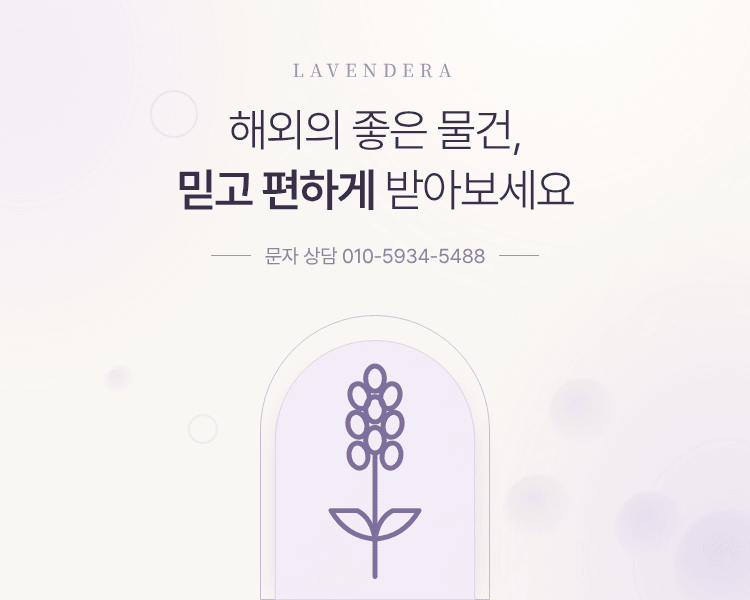 LAVENDERA
해외의 좋은 물건,
믿고 편하게 받아보세요
문자 상담 010-5934-5488